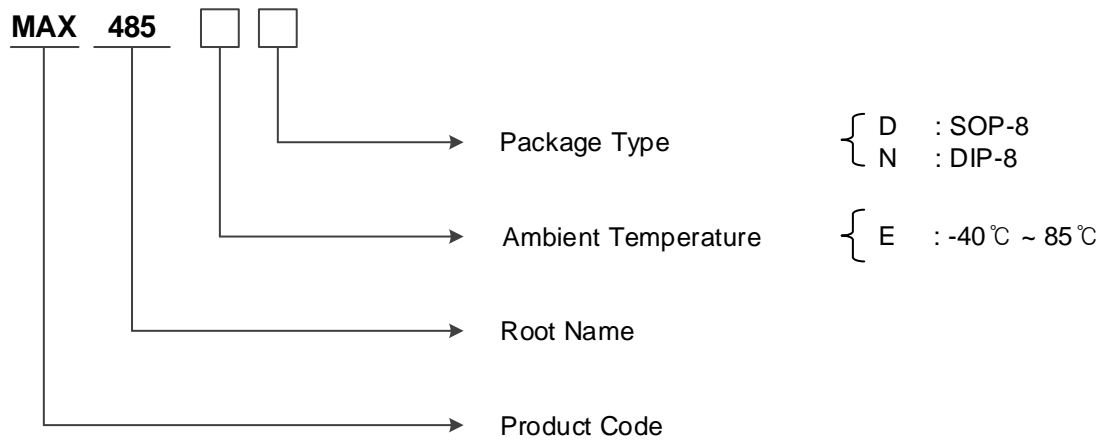 MAX 485
Package Type D : SOP-8
N : DIP-8
Ambient Temperature E : -40℃ ~ 85℃
Root Name
Product Code